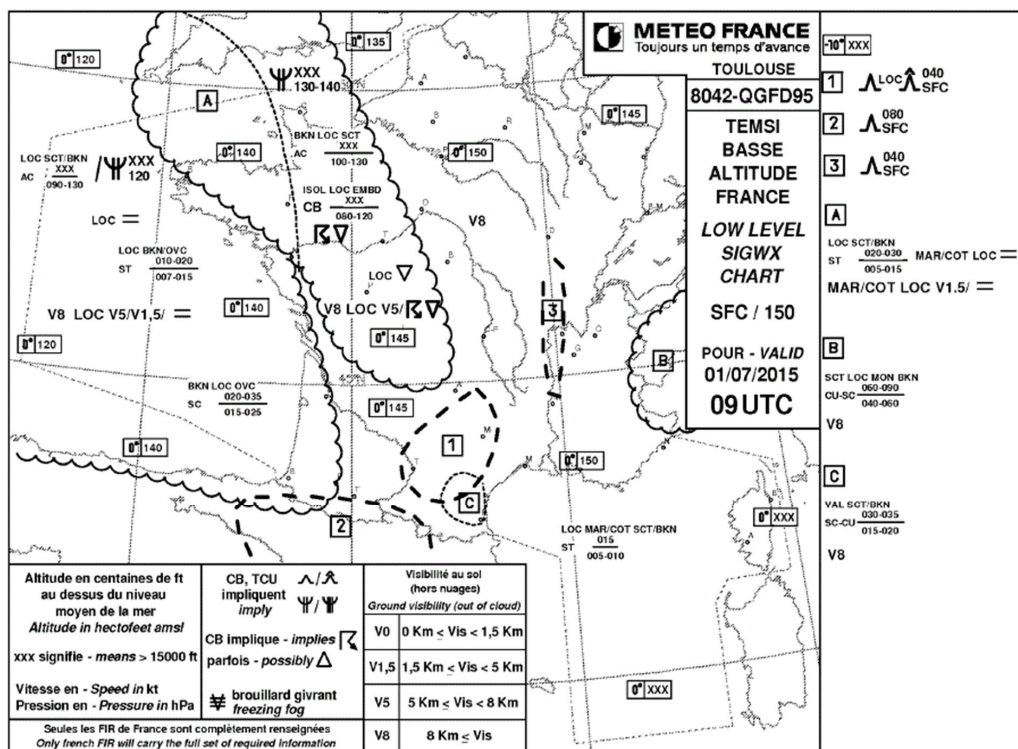 METEO FRANCE
Toujours un temps d'avance
TOULOUSE
8042-QGFD95
TEMSI
BASSE
ALTITUDE
FRANCE
LOW LEVEL
SIGWX
CHART
SFC / 150
POUR - VALID
01/07/2015
09 UTC
-10° XXX
1 LOC 040
SFC
2 080
SFC
3 040
SFC
A
LOC SCT/BKN
ST 020-030 MAR/COT LOC
005-015
MAR/COT LOC V1.5/
B
SCT LOC MON BKN
CU-SC 060-090
040-060
V8
C
VAL SCT/BKN
SC-CU 030-035
015-020
V8
0° 120
0° 135
XXX
130-140
A
0° 145
BKN LOC SCT
AC XXX
100-130
0° 140
0° 150
LOC SCT/BKN
AC XXX
090-130
/ XXX
120
ISOL LOC EMBD
CB XXX
080-120
LOC
V8
LOC BKN/OVC
ST 010-020
007-015
LOC
V8 LOC V5/V1,5/
0° 140
V8 LOC V5/
3
0° 120
0° 145
B
BKN LOC OVC
SC 020-035
015-025
0° 145
1
0° 140
0° 150
C
2
0° XXX
LOC MAR/COT SCT/BKN
ST 015
005-010
0° XXX
Altitude en centaines de ft
au dessus du niveau
moyen de la mer
Altitude in hectofeet amsl
xxx signifie - means > 15000 ft
Vitesse en - Speed in kt
Pression en - Pressure in hPa
CB, TCU
impliquent
imply
CB implique - implies
parfois - possibly
brouillard givrant
freezing fog
Visibilité au sol
(hors nuages)
Ground visibility (out of cloud)
V0 0 Km ≤ Vis < 1,5 Km
V1,5 1,5 Km ≤ Vis < 5 Km
V5 5 Km ≤ Vis < 8 Km
V8 8 Km ≤ Vis
Seules les FIR de France sont complètement renseignées
Only french FIR will carry the full set of required information